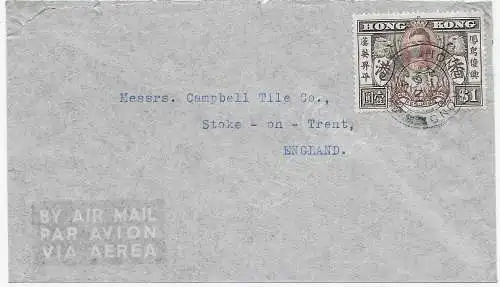 HONG KONG
$1
Messrs. Campbell Tile Co.,
Stoke - on - Trent,
ENGLAND.
BY AIR MAIL
PAR AVION
VIA AEREA